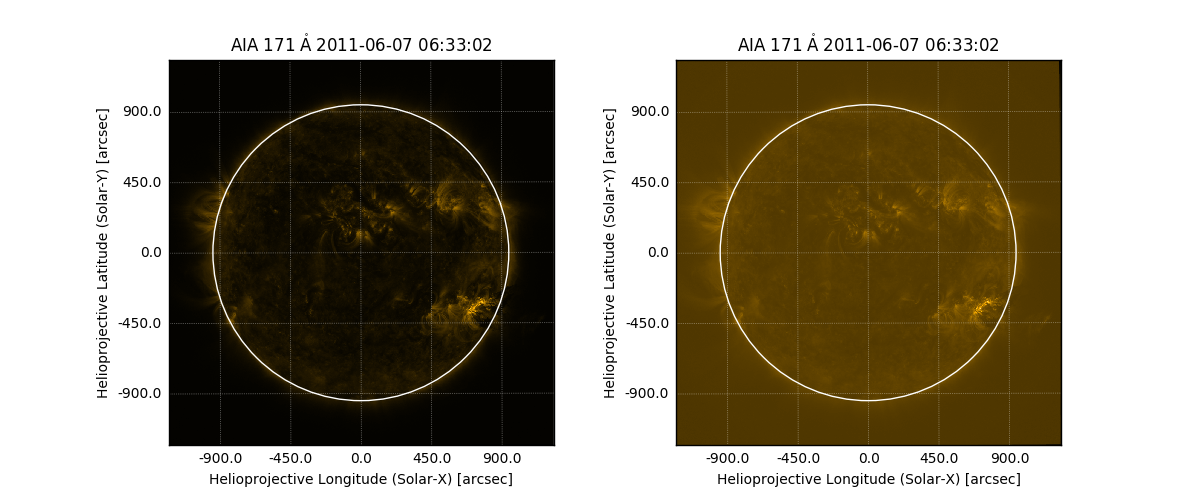 AIA 171 Å 2011-06-07 06:33:02
Helioprojective Latitude (Solar-Y) [arcsec]
900.0
450.0
0.0
-450.0
-900.0
-900.0 -450.0 0.0 450.0 900.0
Helioprojective Longitude (Solar-X) [arcsec]
AIA 171 Å 2011-06-07 06:33:02
Helioprojective Latitude (Solar-Y) [arcsec]
900.0
450.0
0.0
-450.0
-900.0
-900.0 -450.0 0.0 450.0 900.0
Helioprojective Longitude (Solar-X) [arcsec]